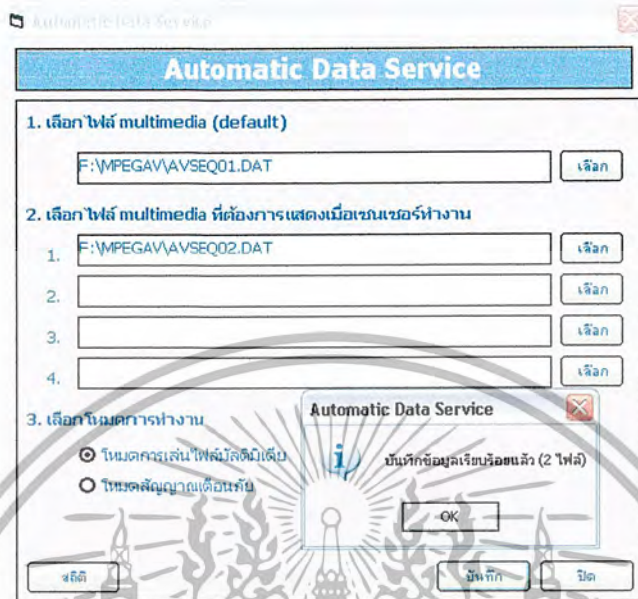 Automatic Data Service
Automatic Data Service
1. เลือกไฟล์ multimedia (default)
F:\MPEGAV\AVSEQ01.DAT เลือก
2. เลือกไฟล์ multimedia ที่ต้องการแสดงเมื่อเซนเซอร์ทำงาน
1. F:\MPEGAV\AVSEQ02.DAT เลือก
2. เลือก
3. เลือก
4. เลือก
3. เลือกโหมดการทำงาน
โหมดการเล่นไฟล์มัลติมีเดีย
โหมดสัญญาณเตือนภัย
Automatic Data Service
บันทึกข้อมูลเรียบร้อยแล้ว (2 ไฟล์)
OK
สถิติ บันทึก ปิด